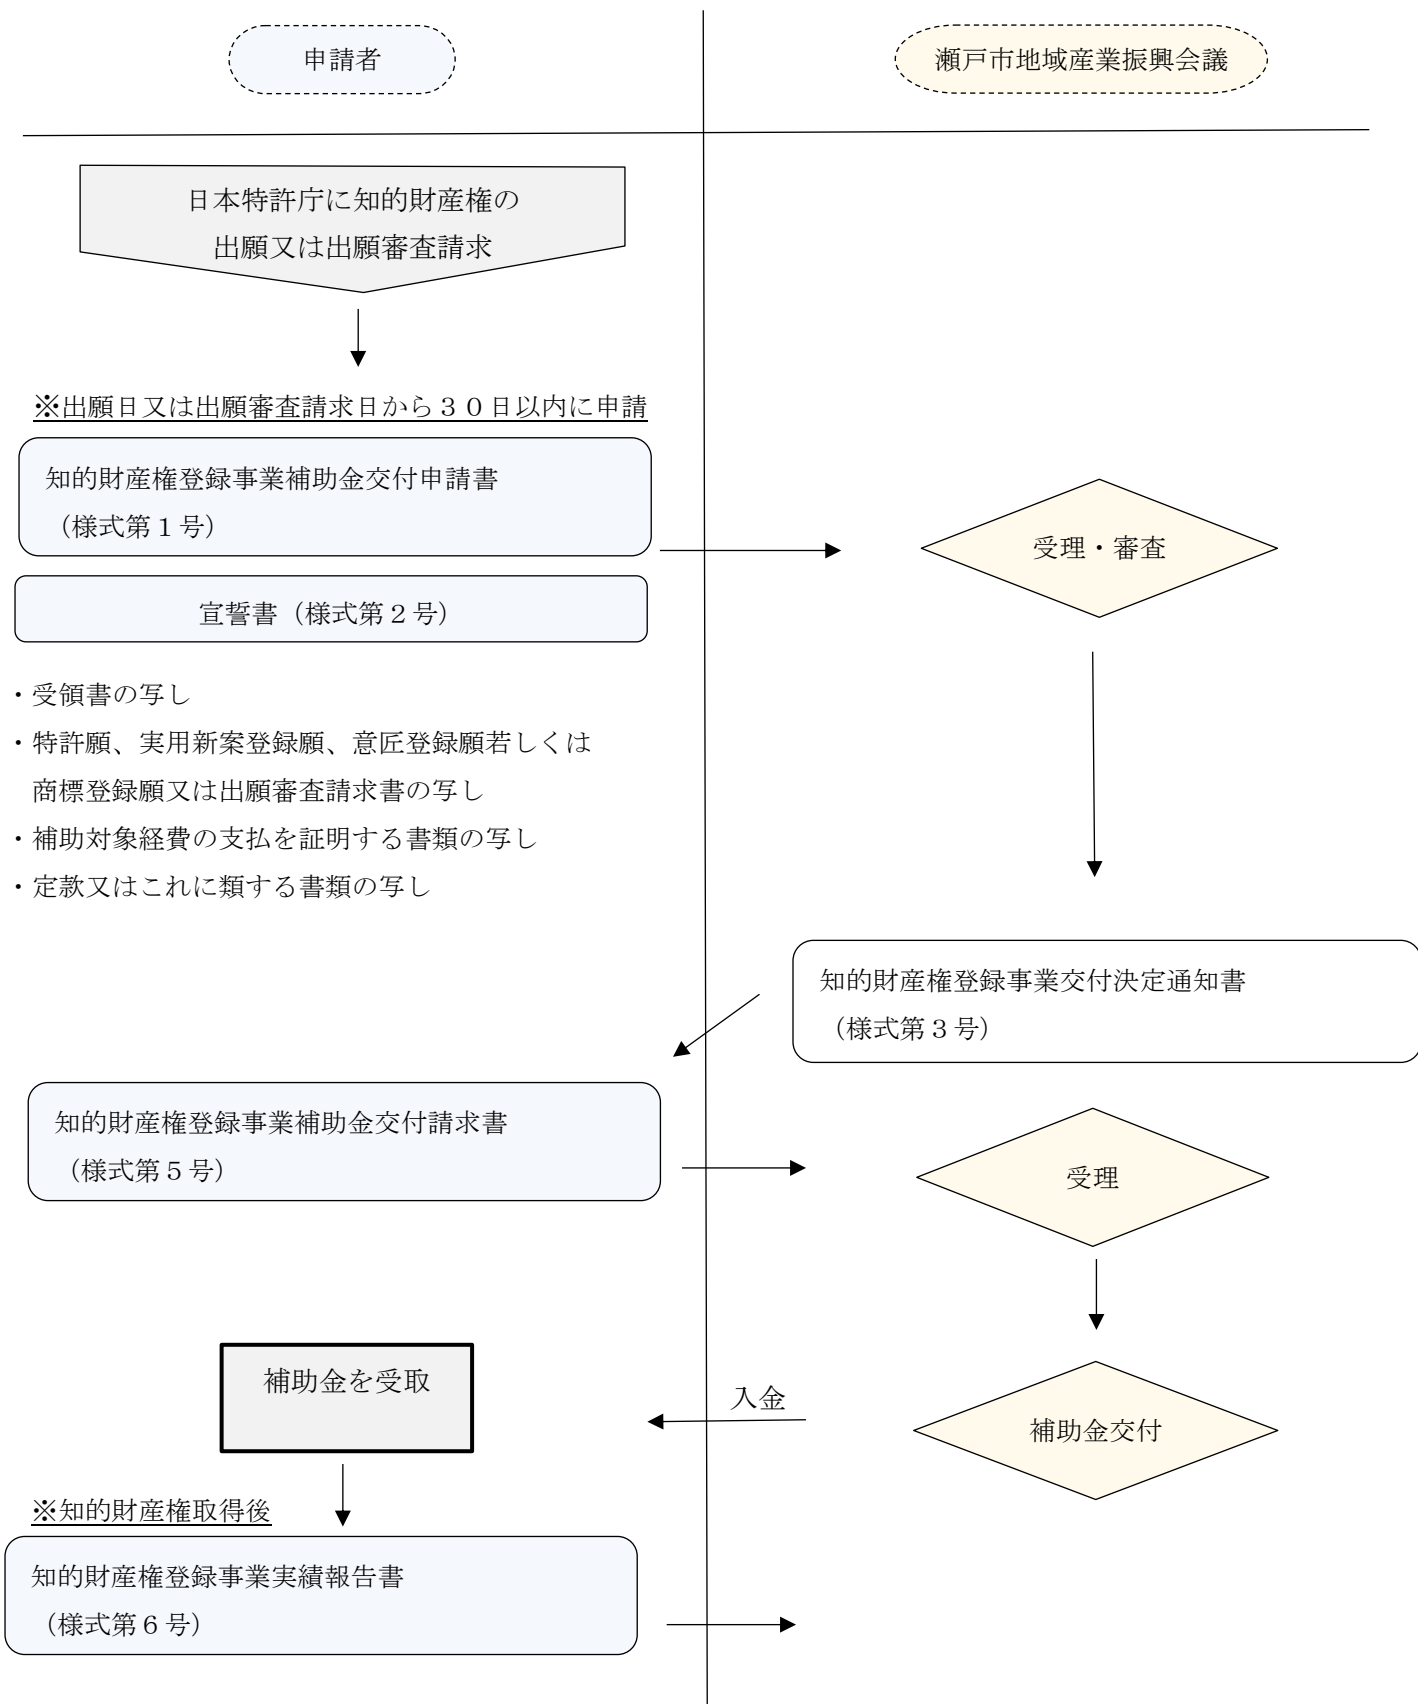 申請者
瀬戸市地域産業振興会議
日本特許庁に知的財産権の
出願又は出願審査請求
※出願日又は出願審査請求日から３０日以内に申請
知的財産権登録事業補助金交付申請書
（様式第１号）
受理・審査
宣誓書（様式第２号）
・受領書の写し
・特許願、実用新案登録願、意匠登録願若しくは
商標登録願又は出願審査請求書の写し
・補助対象経費の支払を証明する書類の写し
・定款又はこれに類する書類の写し
知的財産権登録事業交付決定通知書
（様式第３号）
知的財産権登録事業補助金交付請求書
（様式第５号）
受理
補助金を受取
入金
補助金交付
※知的財産権取得後
知的財産権登録事業実績報告書
（様式第６号）